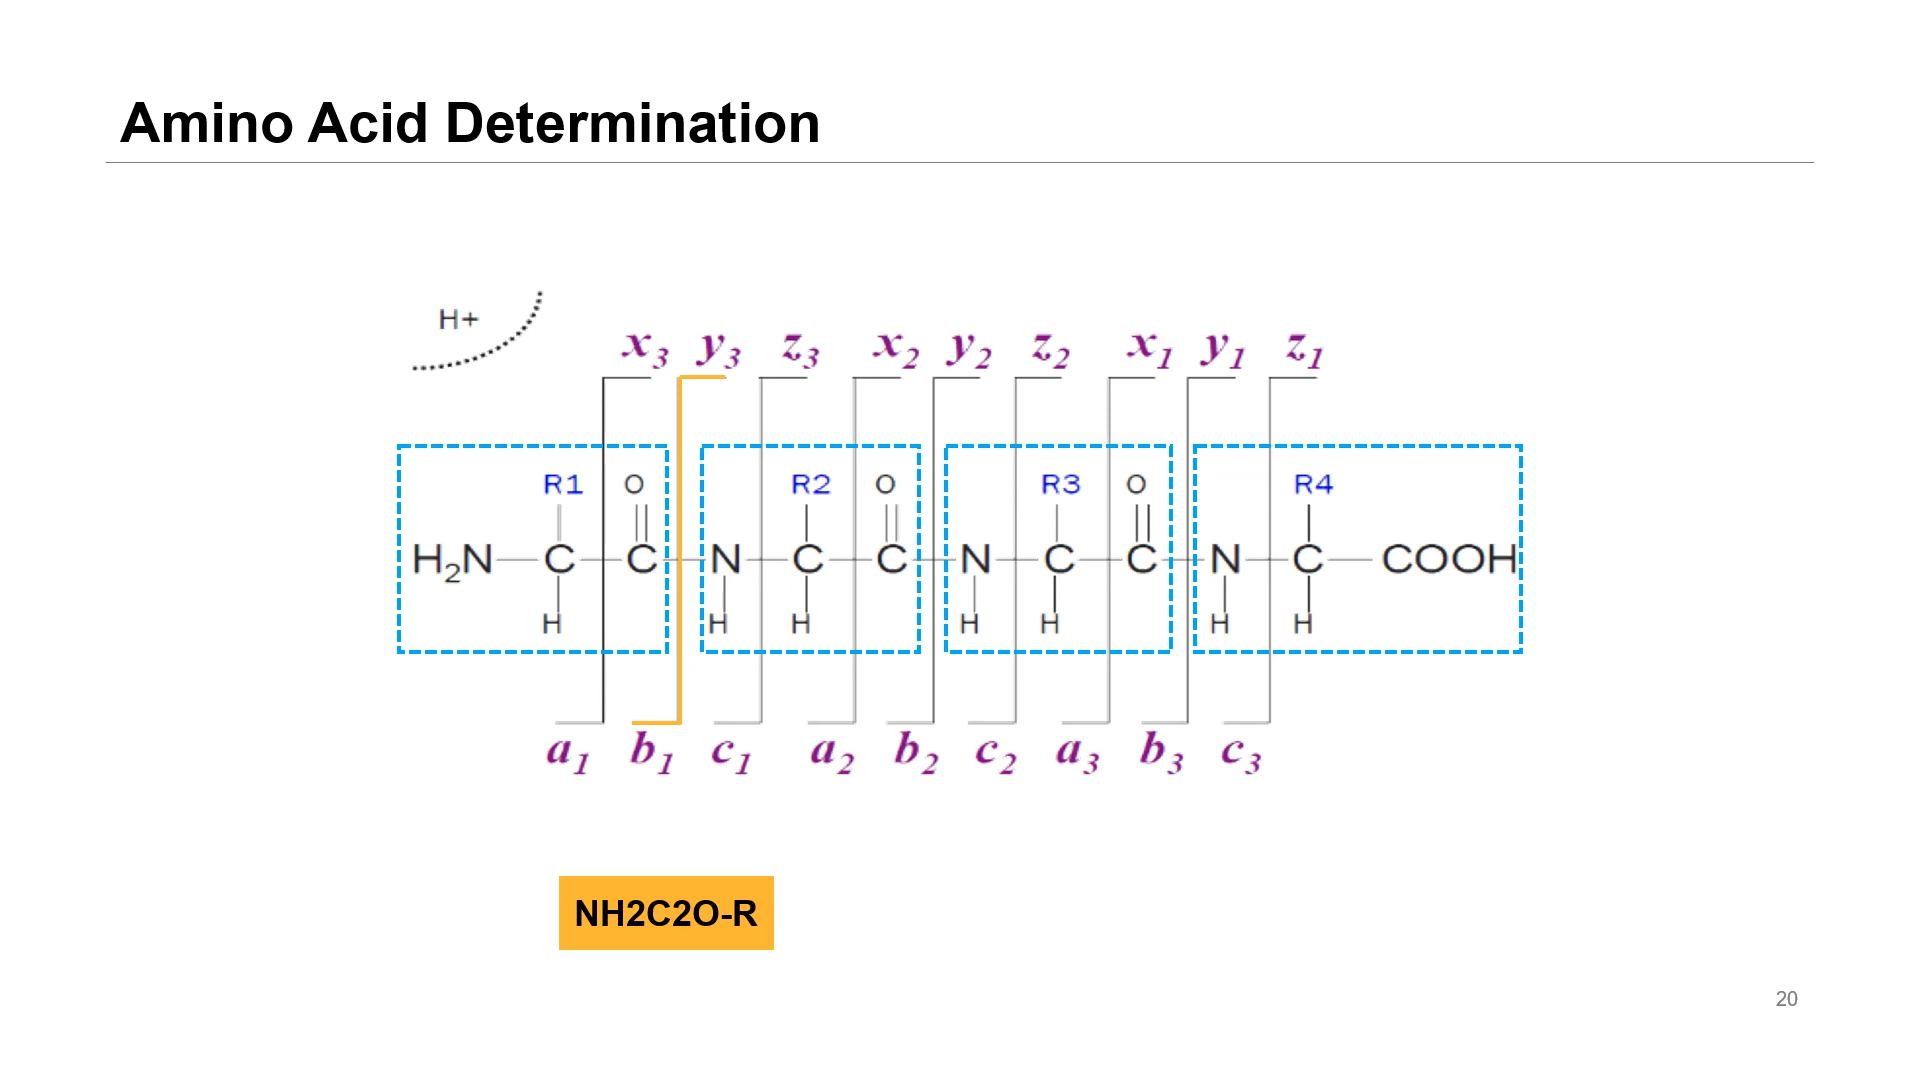 Amino Acid Determination
H+
x3 y3 z3 x2 y2 z2 x1 y1 z1
R1 O R2 O R3 O R4
H2N C C N C C N C C N C COOH
H H H H H H H
a1 b1 c1 a2 b2 c2 a3 b3 c3
NH2C2O-R
20